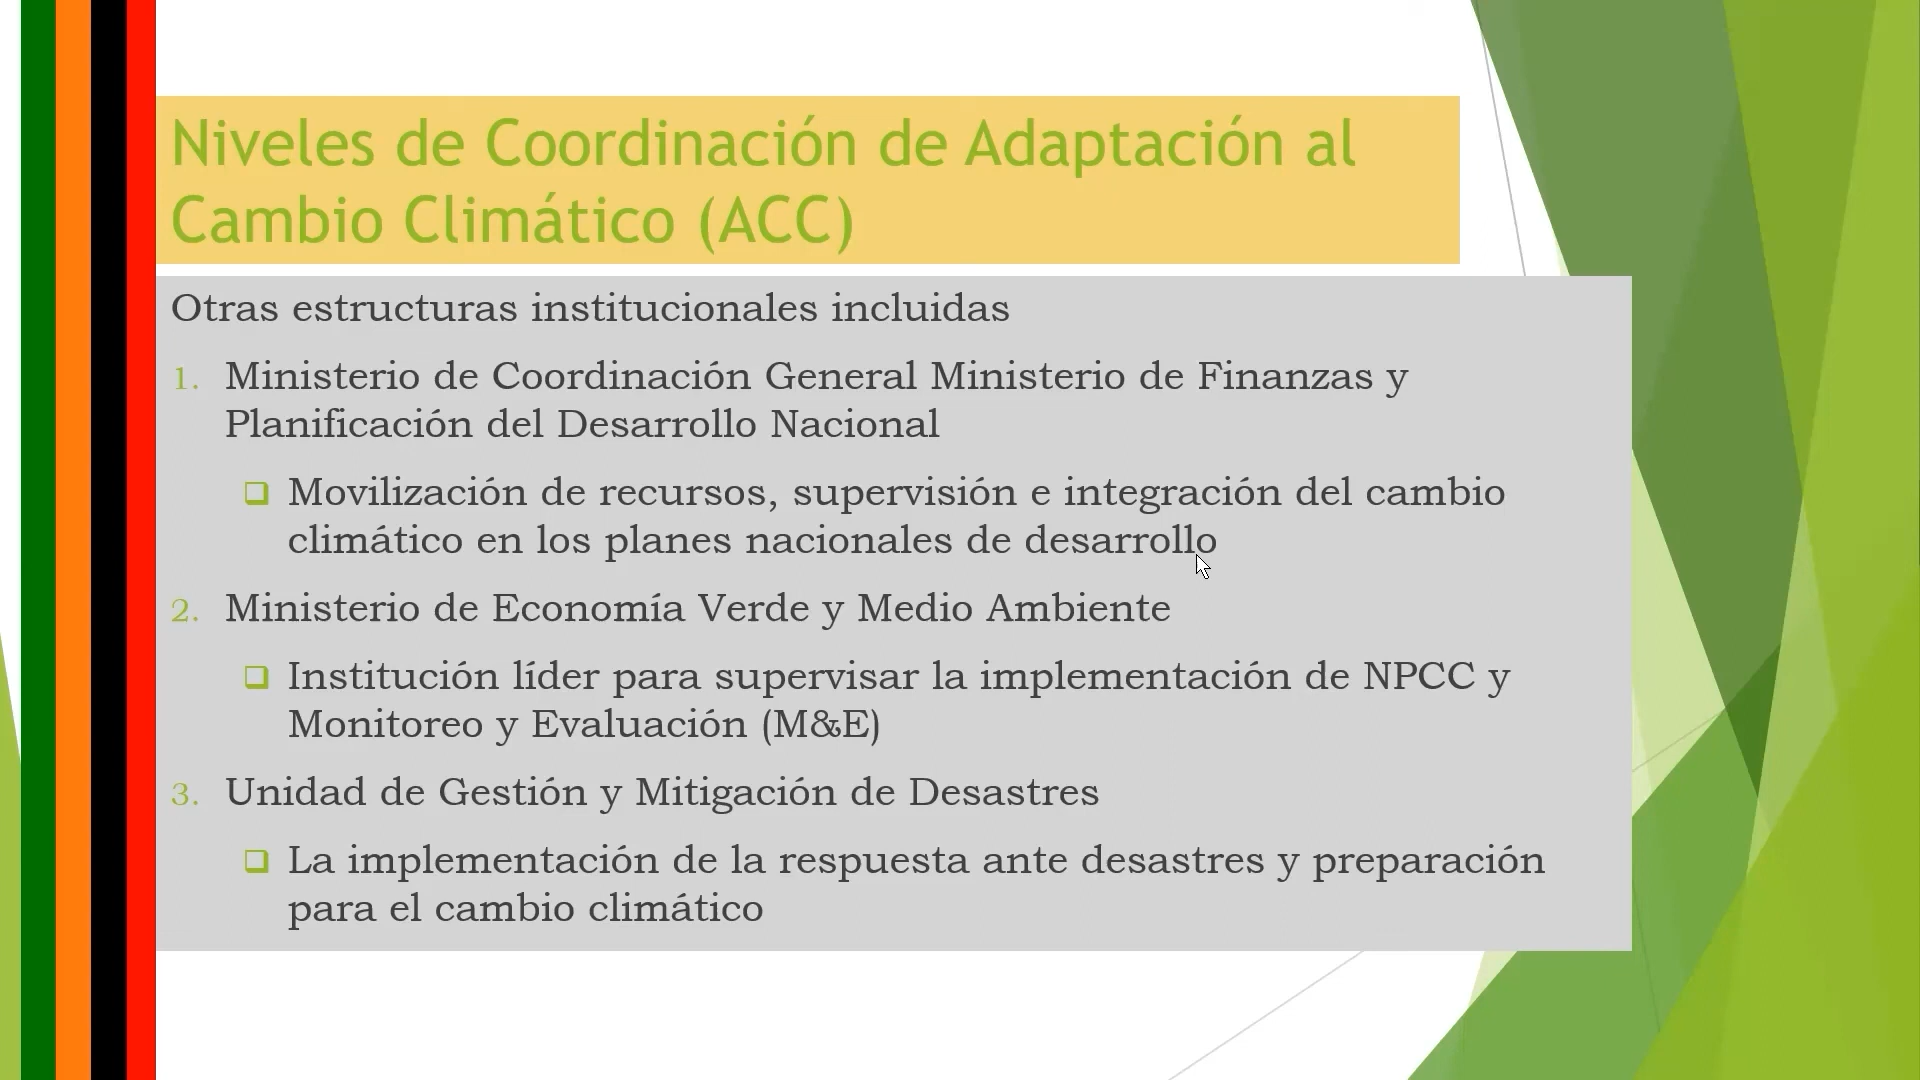 Niveles de Coordinación de Adaptación al
Cambio Climático (ACC)
Otras estructuras institucionales incluidas
1. Ministerio de Coordinación General Ministerio de Finanzas y
Planificación del Desarrollo Nacional
❑ Movilización de recursos, supervisión e integración del cambio
climático en los planes nacionales de desarrollo
2. Ministerio de Economía Verde y Medio Ambiente
❑ Institución líder para supervisar la implementación de NPCC y
Monitoreo y Evaluación (M&E)
3. Unidad de Gestión y Mitigación de Desastres
❑ La implementación de la respuesta ante desastres y preparación
para el cambio climático